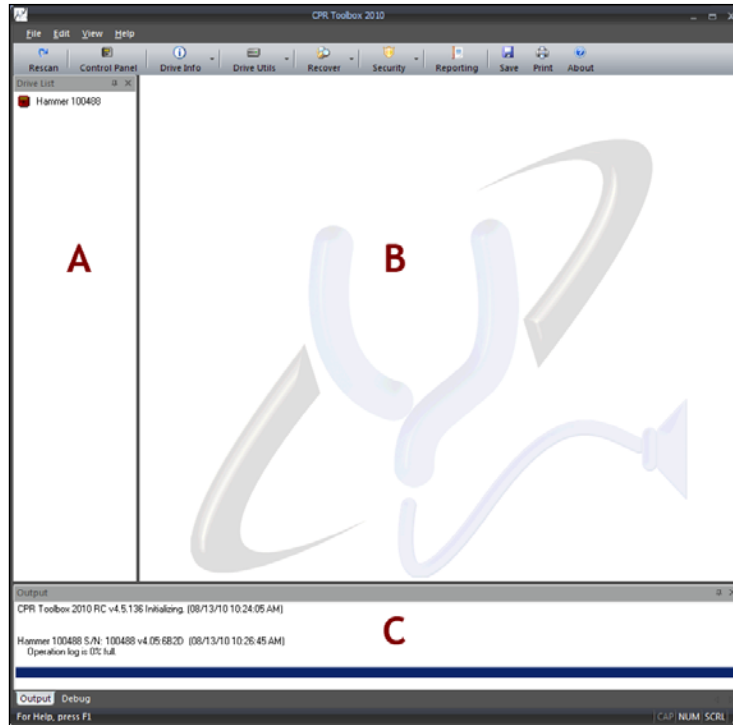 CPR Toolbox 2010
File Edit View Help
Rescan Control Panel Drive Info Drive Utils Recover Security Reporting Save Print About
Drive List
Hammer 100488
A
B
Output
CPR Toolbox 2010 RC v4.5.136 Initializing. (08/13/10 10:24:05 AM)
Hammer 100488 S/N: 100488 v4.05:6B2D (08/13/10 10:26:45 AM)
Operation log is 0% full.
C
Output Debug
For Help, press F1
CAP NUM SCRL